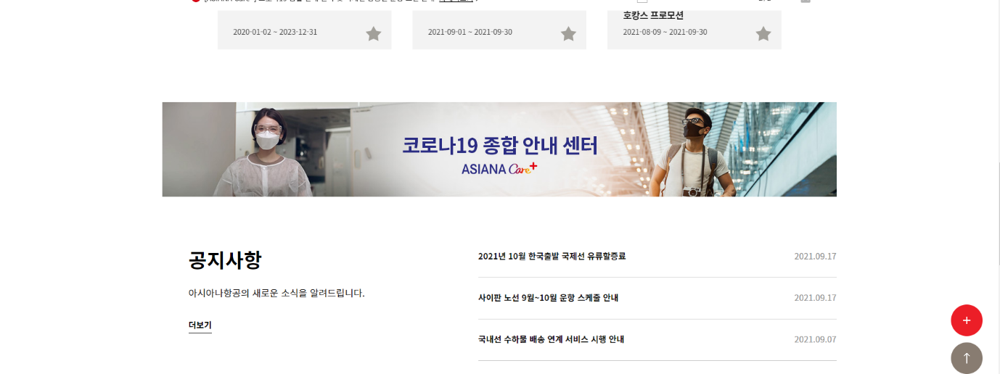 호캉스 프로모션
2020-01-02 ~ 2023-12-31
2021-09-01 ~ 2021-09-30
2021-08-09 ~ 2021-09-30
코로나19 종합 안내 센터
ASIANA Care+
공지사항
아시아나항공의 새로운 소식을 알려드립니다.
더보기
2021년 10월 한국출발 국제선 유류할증료
2021.09.17
사이판 노선 9월~10월 운항 스케줄 안내
2021.09.17
국내선 수하물 배송 연계 서비스 시행 안내
2021.09.07